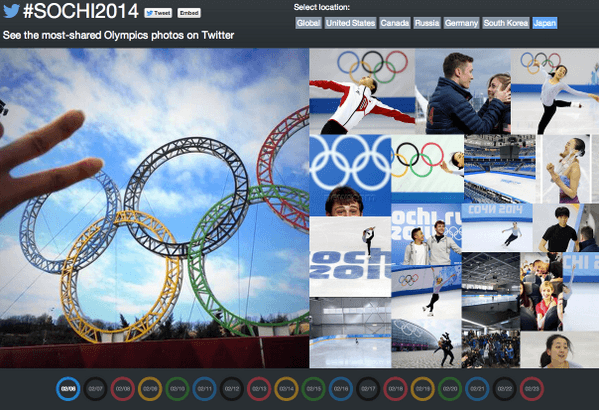 #SOCHI2014
Tweet
Embed
Select location:
Global
United States
Canada
Russia
Germany
South Korea
Japan
See the most-shared Olympics photos on Twitter
СОЧИ 2014
sochi.ru
2014
02/06
02/07
02/08
02/09
02/10
02/11
02/12
02/13
02/14
02/15
02/16
02/17
02/18
02/19
02/20
02/21
02/22
02/23